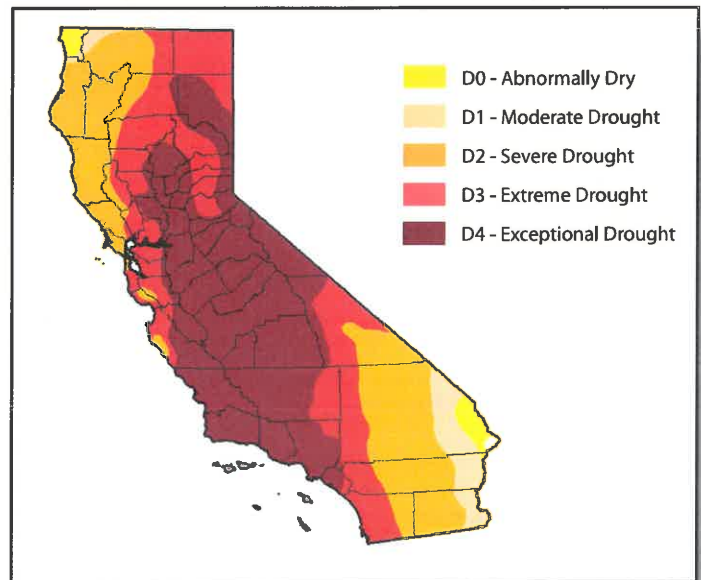 D0 - Abnormally Dry
D1 - Moderate Drought
D2 - Severe Drought
D3 - Extreme Drought
D4 - Exceptional Drought